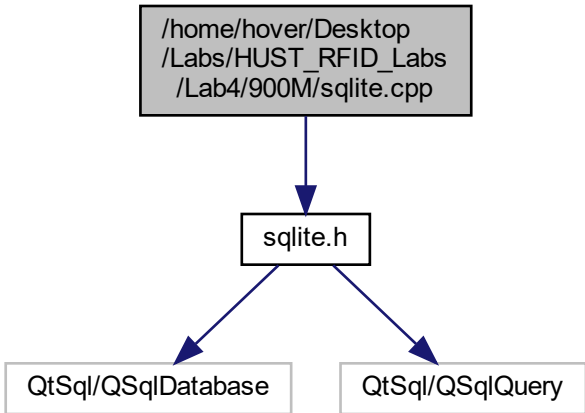 /home/hover/Desktop
/Labs/HUST_RFID_Labs
/Lab4/900M/sqlite.cpp
sqlite.h
QtSql/QSqlDatabase
QtSql/QSqlQuery